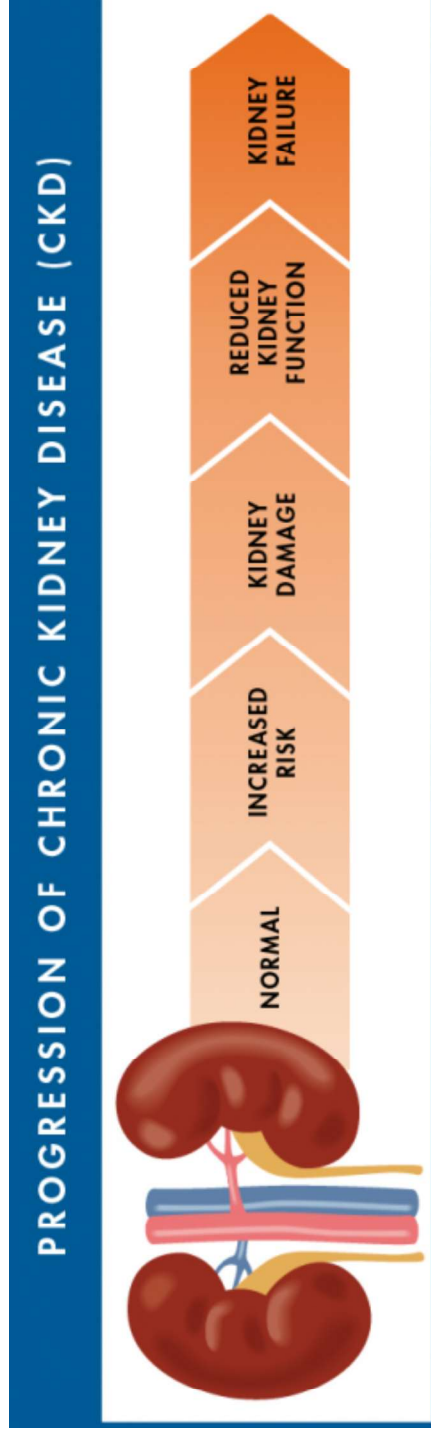 PROGRESSION OF CHRONIC KIDNEY DISEASE (CKD)
NORMAL
INCREASED
RISK
KIDNEY
DAMAGE
REDUCED
KIDNEY
FUNCTION
KIDNEY
FAILURE